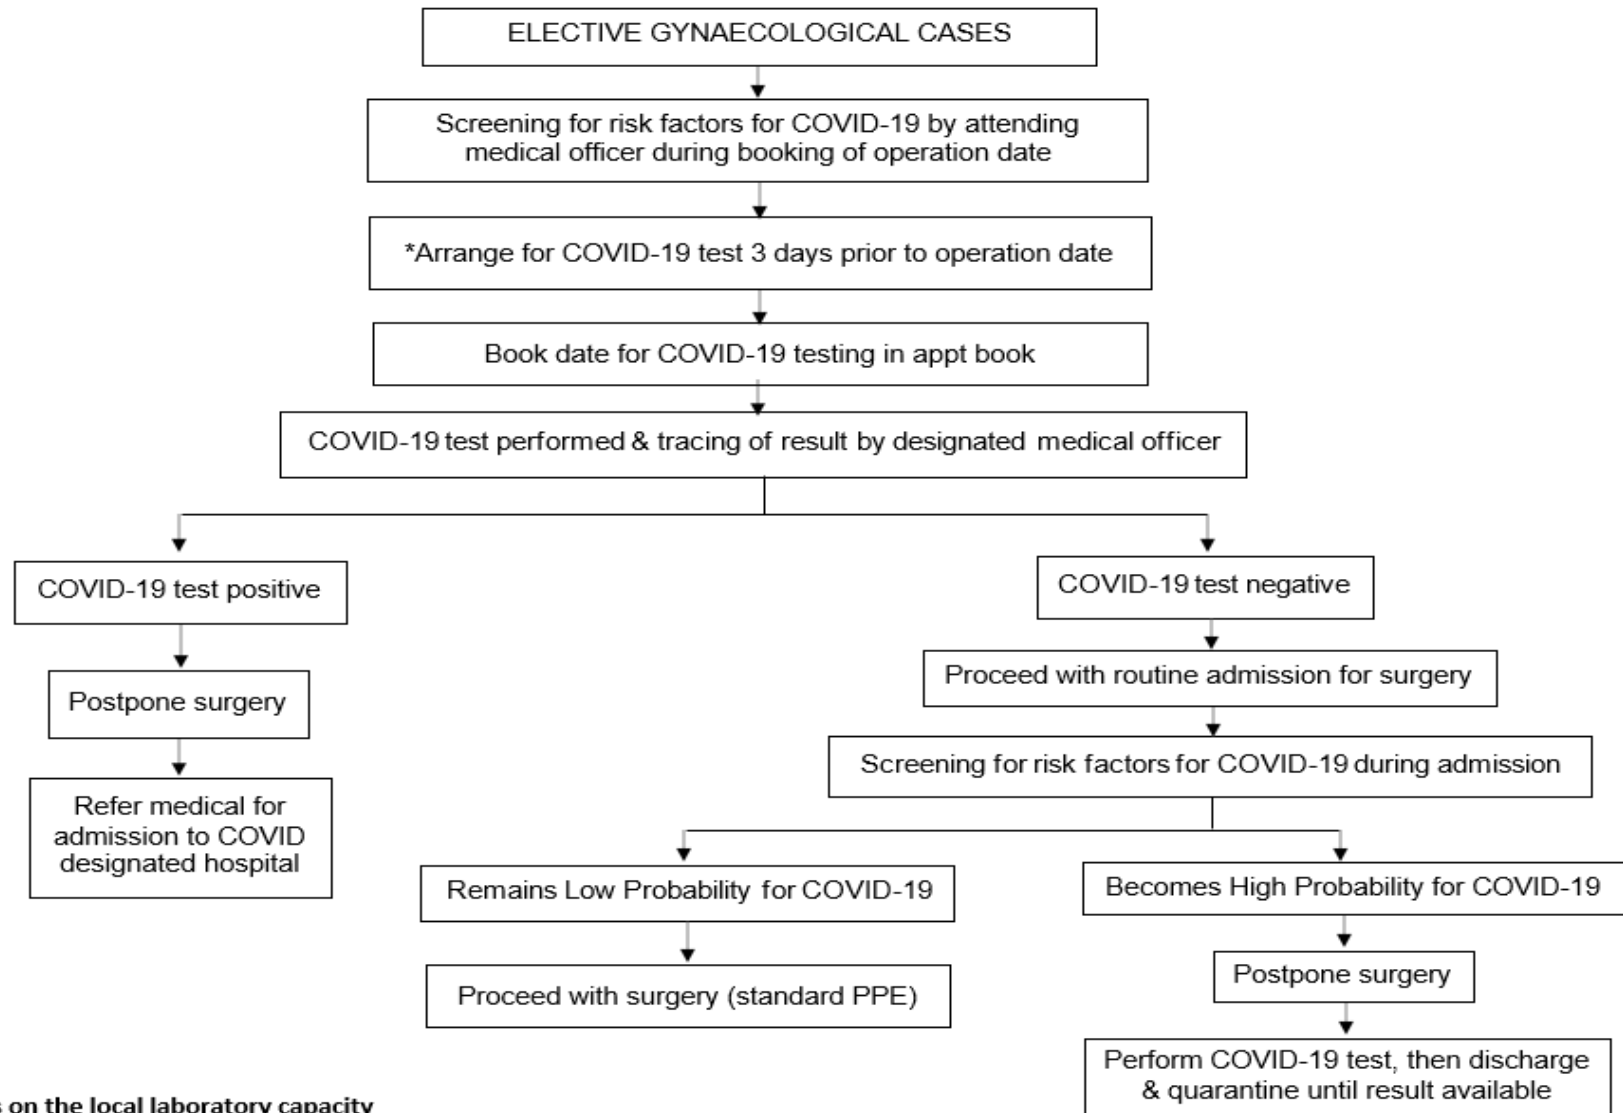 ELECTIVE GYNAECOLOGICAL CASES
Screening for risk factors for COVID-19 by attending
medical officer during booking of operation date
*Arrange for COVID-19 test 3 days prior to operation date
Book date for COVID-19 testing in appt book
COVID-19 test performed & tracing of result by designated medical officer
COVID-19 test positive
Postpone surgery
Refer medical for
admission to COVID
designated hospital
COVID-19 test negative
Proceed with routine admission for surgery
Screening for risk factors for COVID-19 during admission
Remains Low Probability for COVID-19
Proceed with surgery (standard PPE)
Becomes High Probability for COVID-19
Postpone surgery
Perform COVID-19 test, then discharge
& quarantine until result available
on the local laboratory capacity